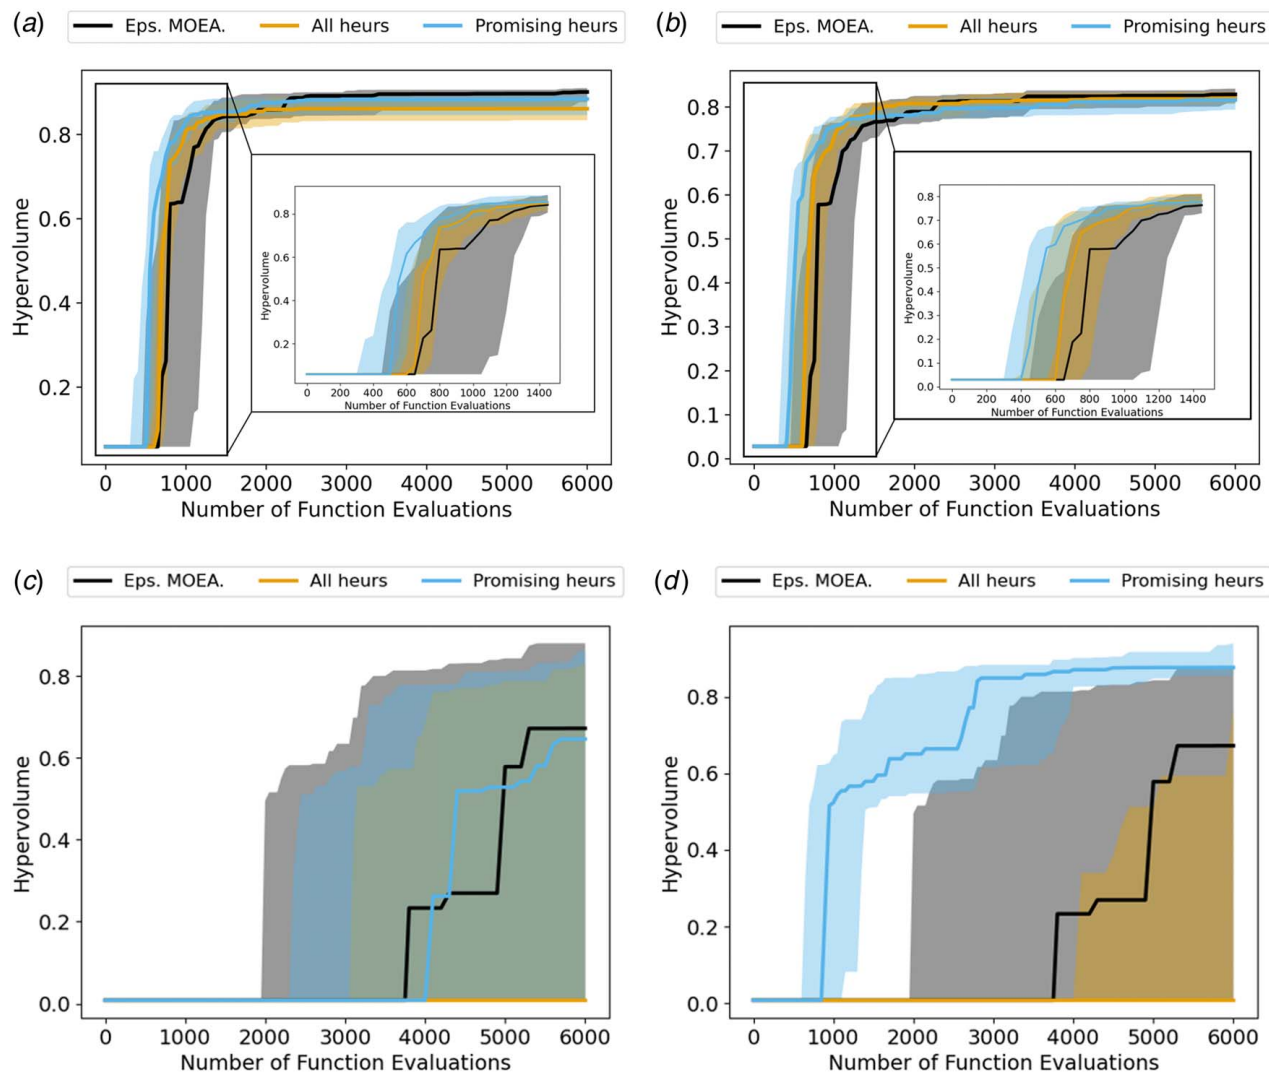 (a) Eps. MOEA. All heurs Promising heurs
Hypervolume
0.8
0.6
0.4
0.2
Hypervolume
0.8
0.6
0.4
0.2
0 200 400 600 800 1000 1200 1400
Number of Function Evaluations
0 1000 2000 3000 4000 5000 6000
Number of Function Evaluations
(b) Eps. MOEA. All heurs Promising heurs
Hypervolume
0.8
0.7
0.6
0.5
0.4
0.3
0.2
0.1
0.0
Hypervolume
0.8
0.7
0.6
0.5
0.4
0.3
0.2
0.1
0.0
0 200 400 600 800 1000 1200 1400
Number of Function Evaluations
0 1000 2000 3000 4000 5000 6000
Number of Function Evaluations
(c) Eps. MOEA. All heurs Promising heurs
Hypervolume
0.8
0.6
0.4
0.2
0.0
0 1000 2000 3000 4000 5000 6000
Number of Function Evaluations
(d) Eps. MOEA. All heurs Promising heurs
Hypervolume
0.8
0.6
0.4
0.2
0.0
0 1000 2000 3000 4000 5000 6000
Number of Function Evaluations